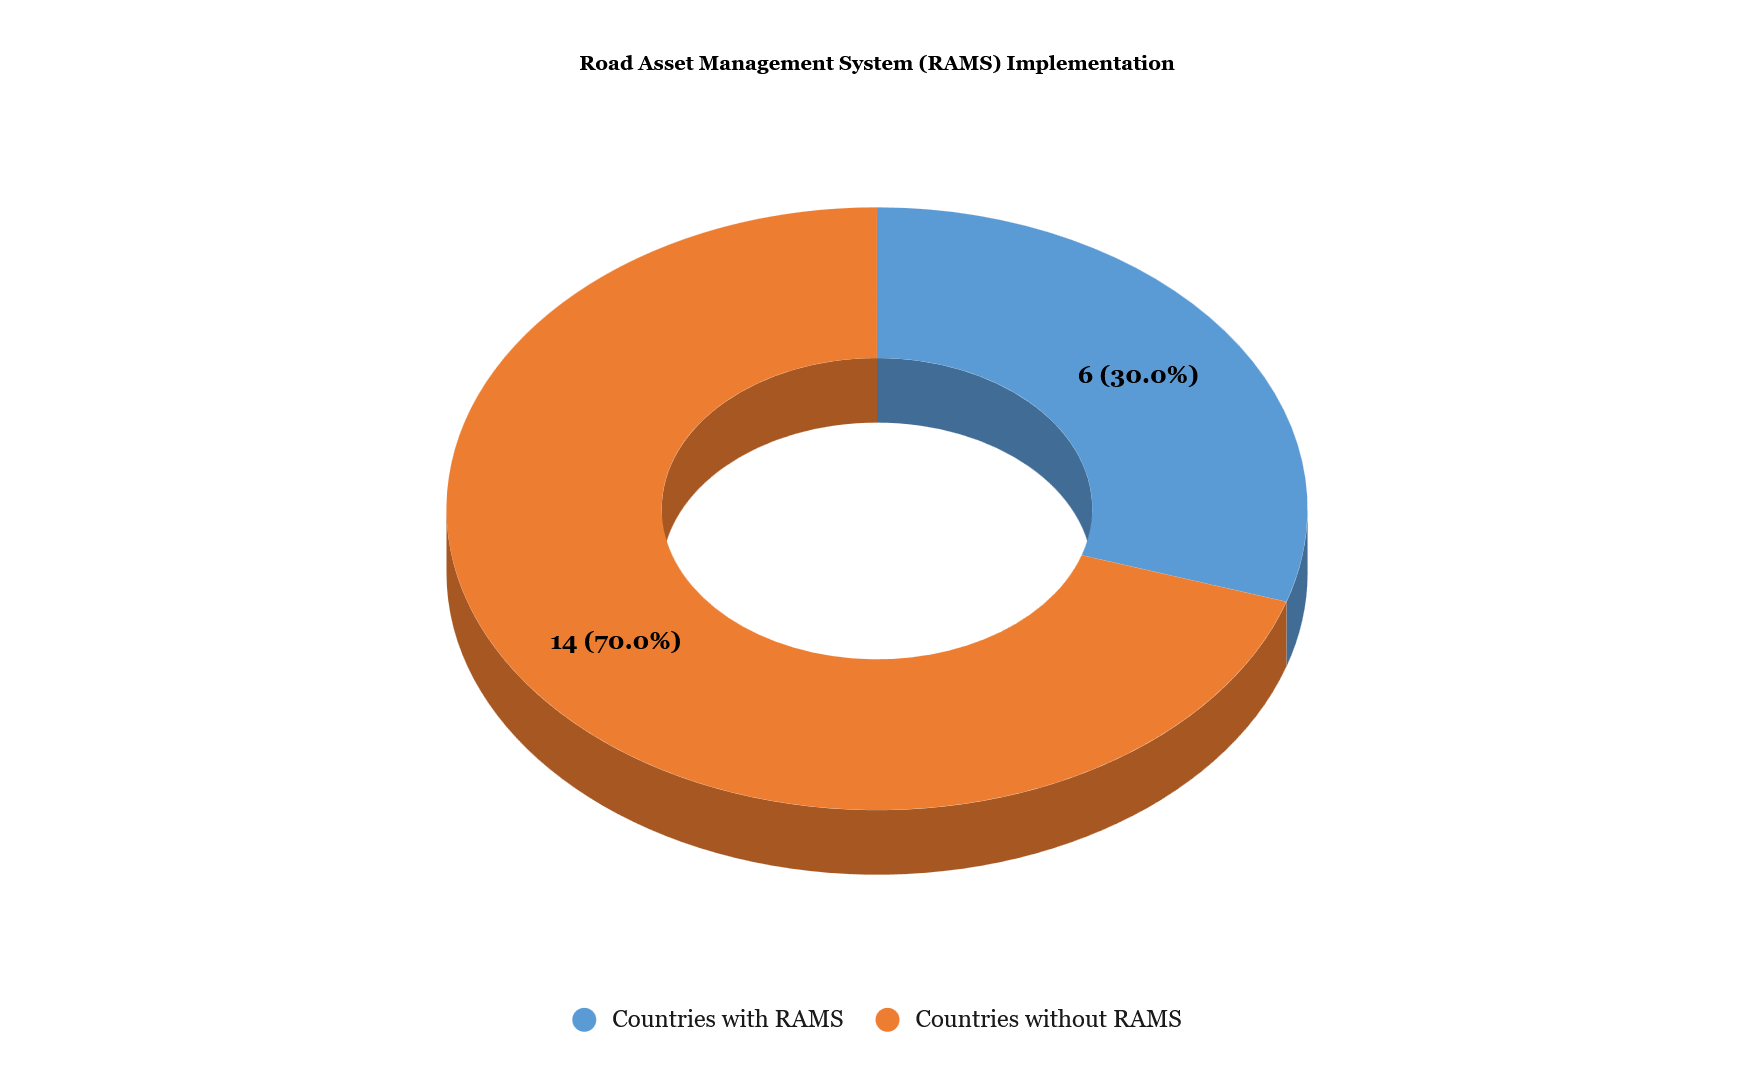 Road Asset Management System (RAMS) Implementation
6 (30.0%)
14 (70.0%)
Countries with RAMS
Countries without RAMS